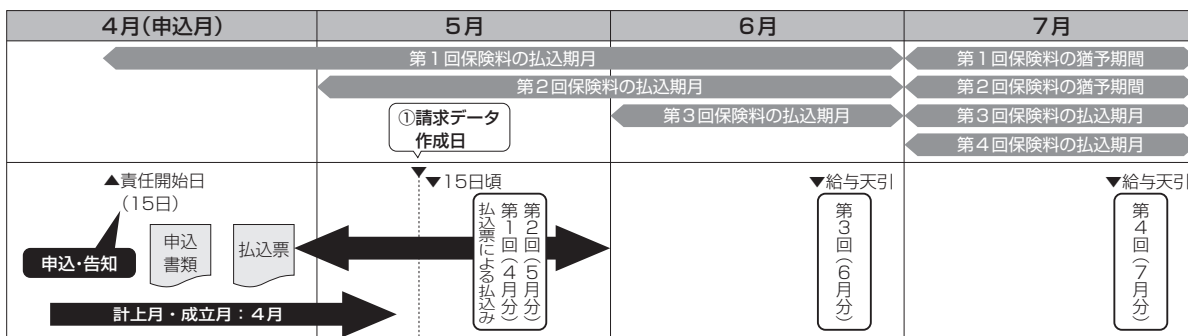 4月(申込月)
5月
6月
7月
第1回保険料の払込期月
第1回保険料の猶予期間
第2回保険料の払込期月
第2回保険料の猶予期間
第3回保険料の払込期月
第3回保険料の払込期月
第4回保険料の払込期月
①請求データ
作成日
▲責任開始日
(15日)
▼15日頃
▼給与天引
▼給与天引
申込・告知
申込
書類
払込票
第2回(5月分)
第1回(4月分)
払込票による払込み
第3回(6月分)
第4回(7月分)
計上月・成立月:4月